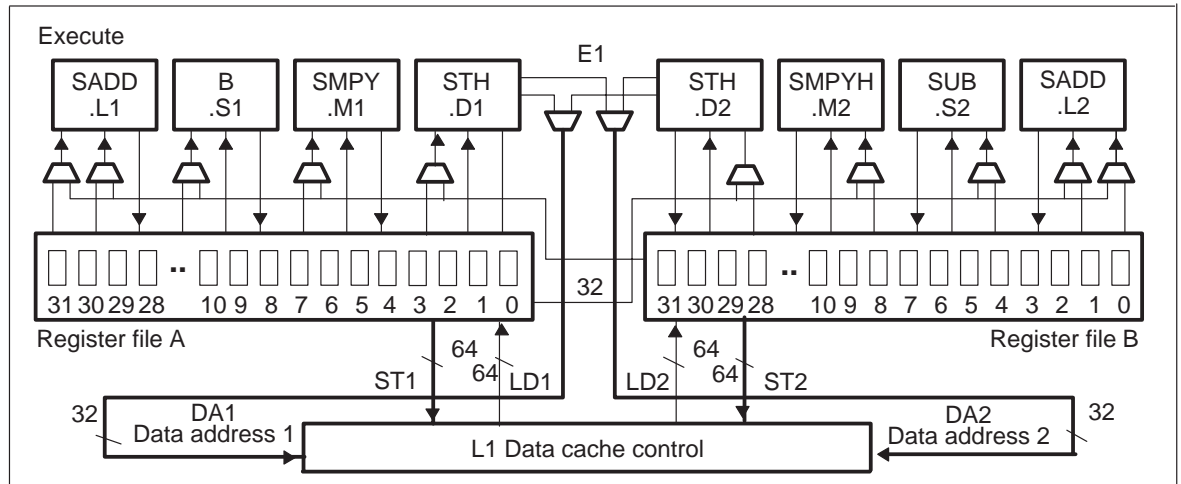 Execute
E1
SADD
.L1
B
.S1
SMPY
.M1
STH
.D1
STH
.D2
SMPYH
.M2
SUB
.S2
SADD
.L2
31 30 29 28 .. 10 9 8 7 6 5 4 3 2 1 0
32
31 30 29 28 .. 10 9 8 7 6 5 4 3 2 1 0
Register file A
Register file B
ST1
64
64
LD1
LD2
64
64
ST2
32
DA1
Data address 1
L1 Data cache control
DA2
Data address 2
32